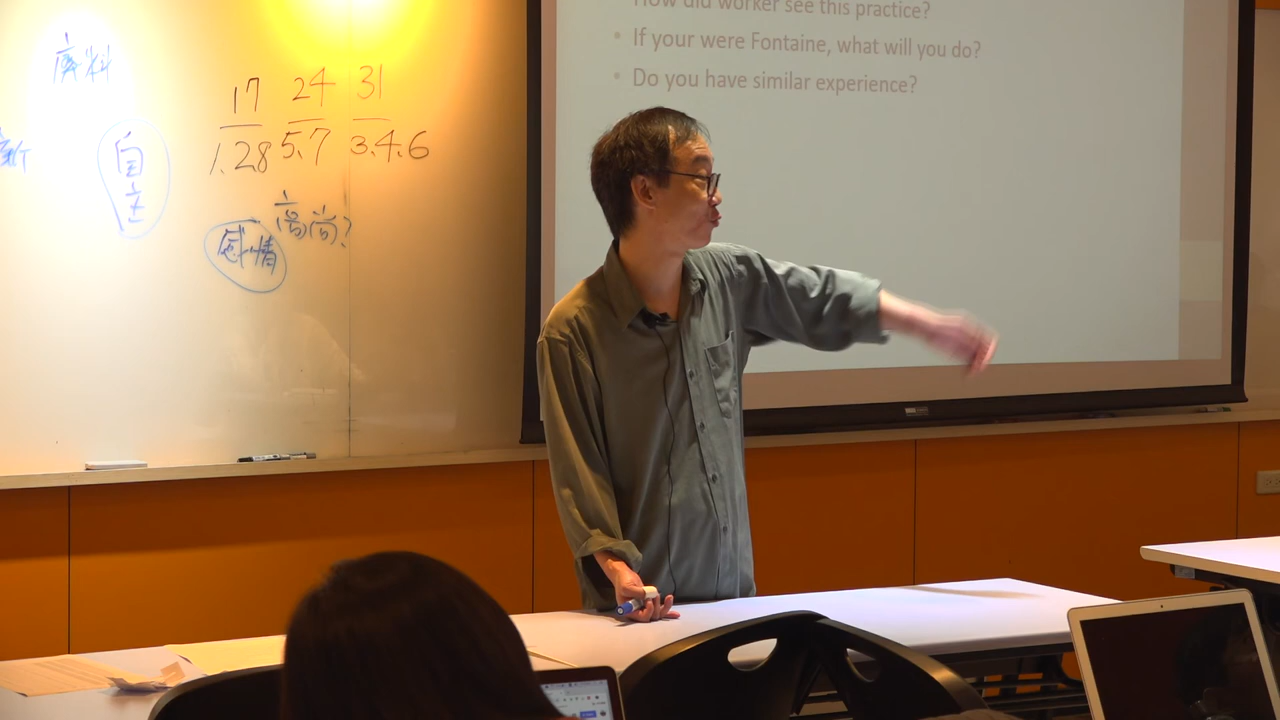 廢料
新
自主
17 24 31
1.28 5.7 3.4.6
高尚?
感情
How did worker see this practice?
• If your were Fontaine, what will you do?
• Do you have similar experience?